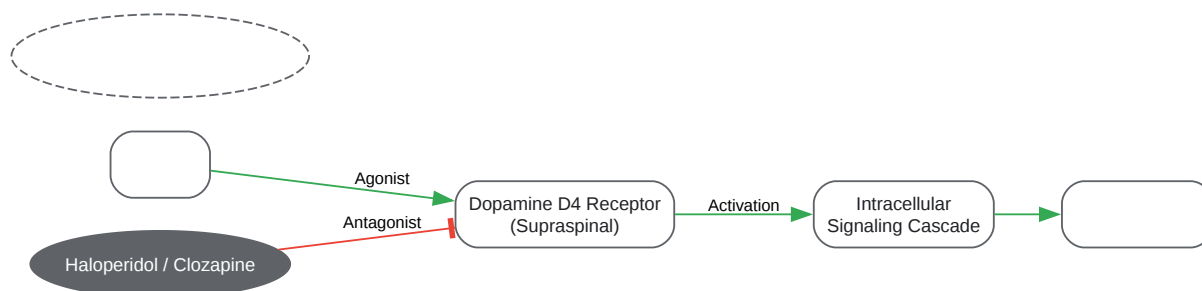 Agonist
Antagonist
Haloperidol / Clozapine
Dopamine D4 Receptor
(Supraspinal)
Activation
Intracellular
Signaling Cascade